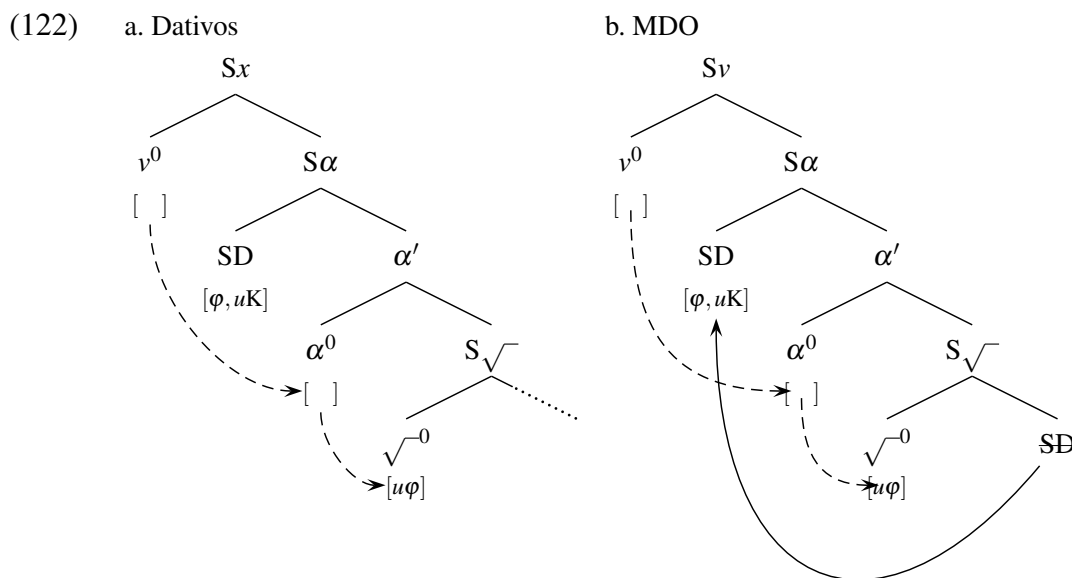 (122) a. Dativos b. MDO
Sx Sv
v⁰ Sα v⁰ Sα
[ ] [ ]
SD α′ SD α′
[φ, uK] [φ, uK]
α⁰ S√ α⁰ S√
[ ] [ ]
√⁰ √⁰ SD
[uφ] [uφ]